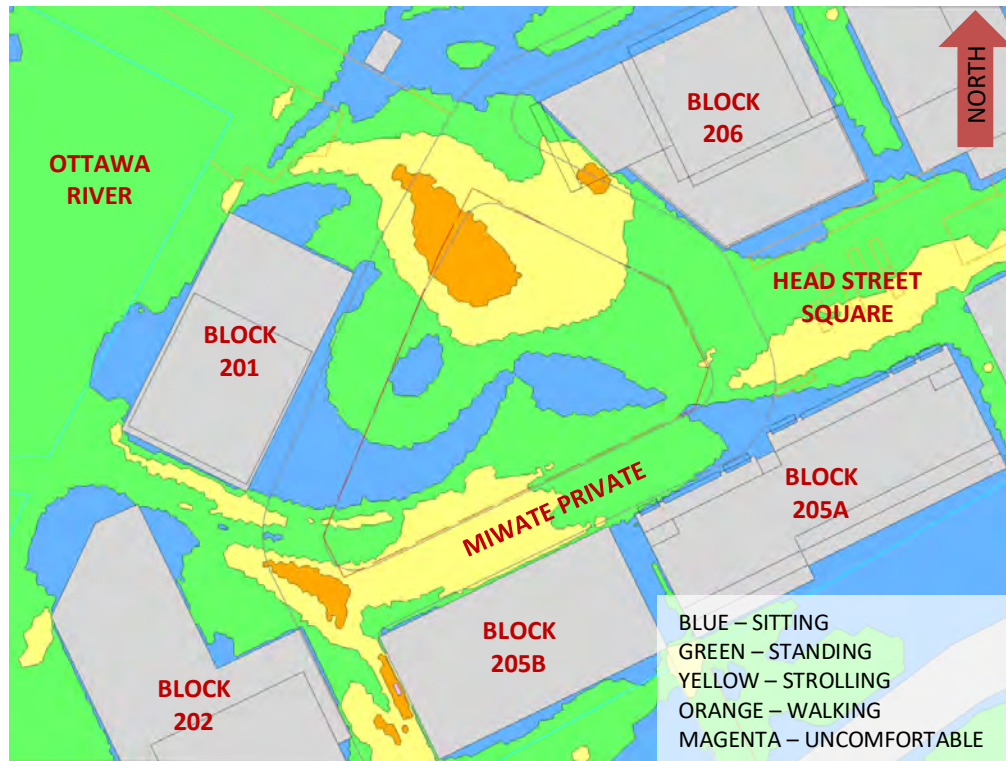 NORTH
BLOCK
206
OTTAWA
RIVER
HEAD STREET
SQUARE
BLOCK
201
MIWATE PRIVATE
BLOCK
205A
BLOCK
205B
BLOCK
202
BLUE – SITTING
GREEN – STANDING
YELLOW – STROLLING
ORANGE – WALKING
MAGENTA – UNCOMFORTABLE